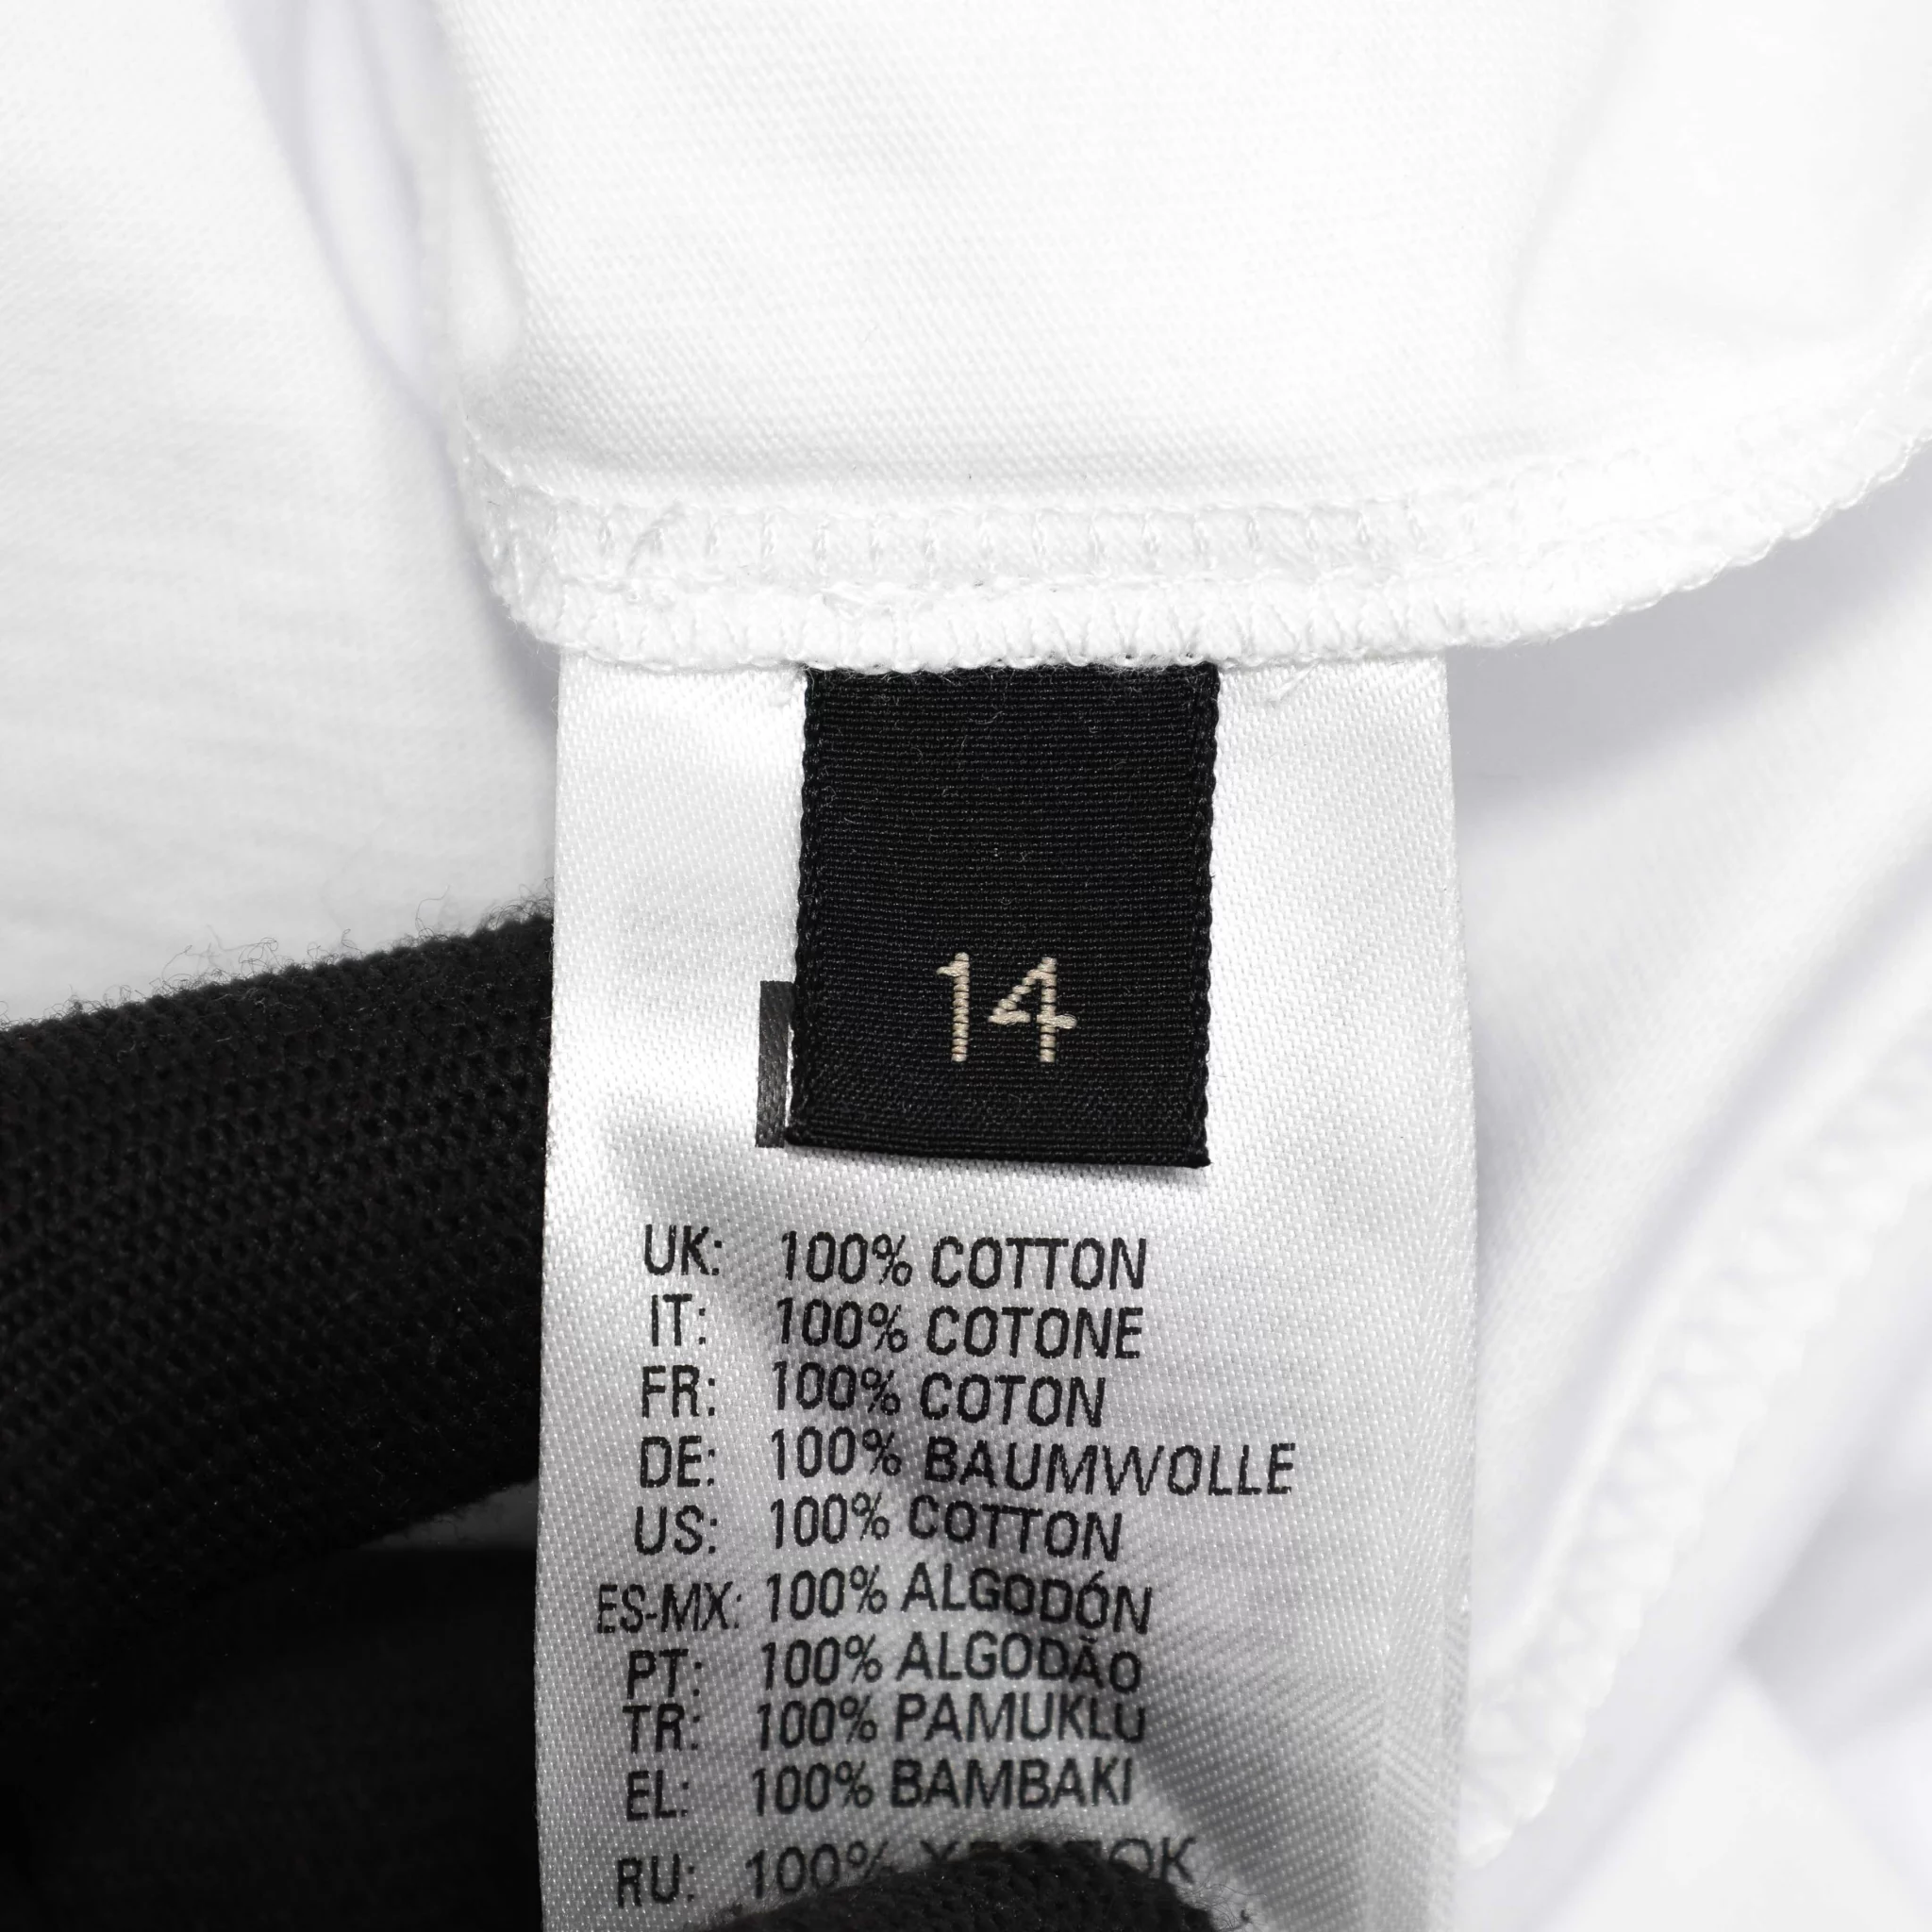 14
UK: 100% COTTON
IT: 100% COTONE
FR: 100% COTON
DE: 100% BAUMWOLLE
US: 100% COTTON
ES-MX: 100% ALGODÓN
PT: 100% ALGODÃO
TR: 100% PAMUKLU
EL: 100% BAMBAKI
RU: 100%